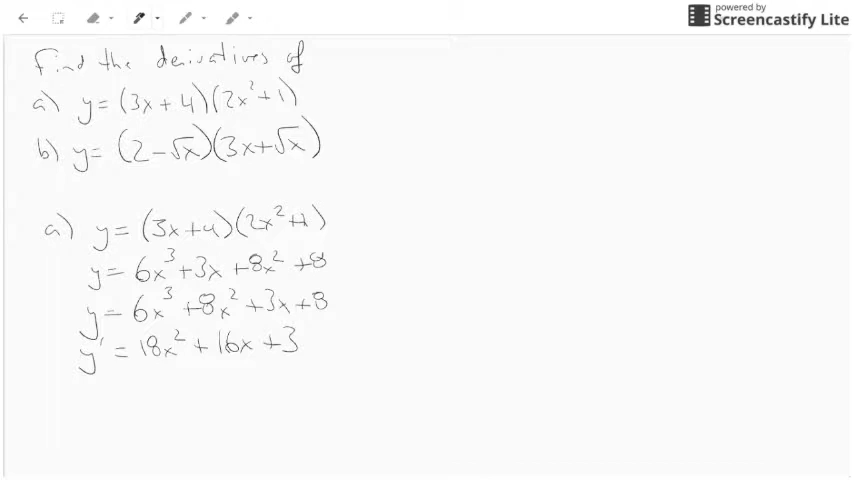 powered by
Screencastify Lite
Find the derivatives of
a) y = (3x + 4)(2x² + 1)
b) y = (2 - √x)(3x + √x)
a) y = (3x + 4)(2x² + 1)
y = 6x³ + 3x + 8x² + 8
y = 6x³ + 8x² + 3x + 8
y' = 18x² + 16x + 3